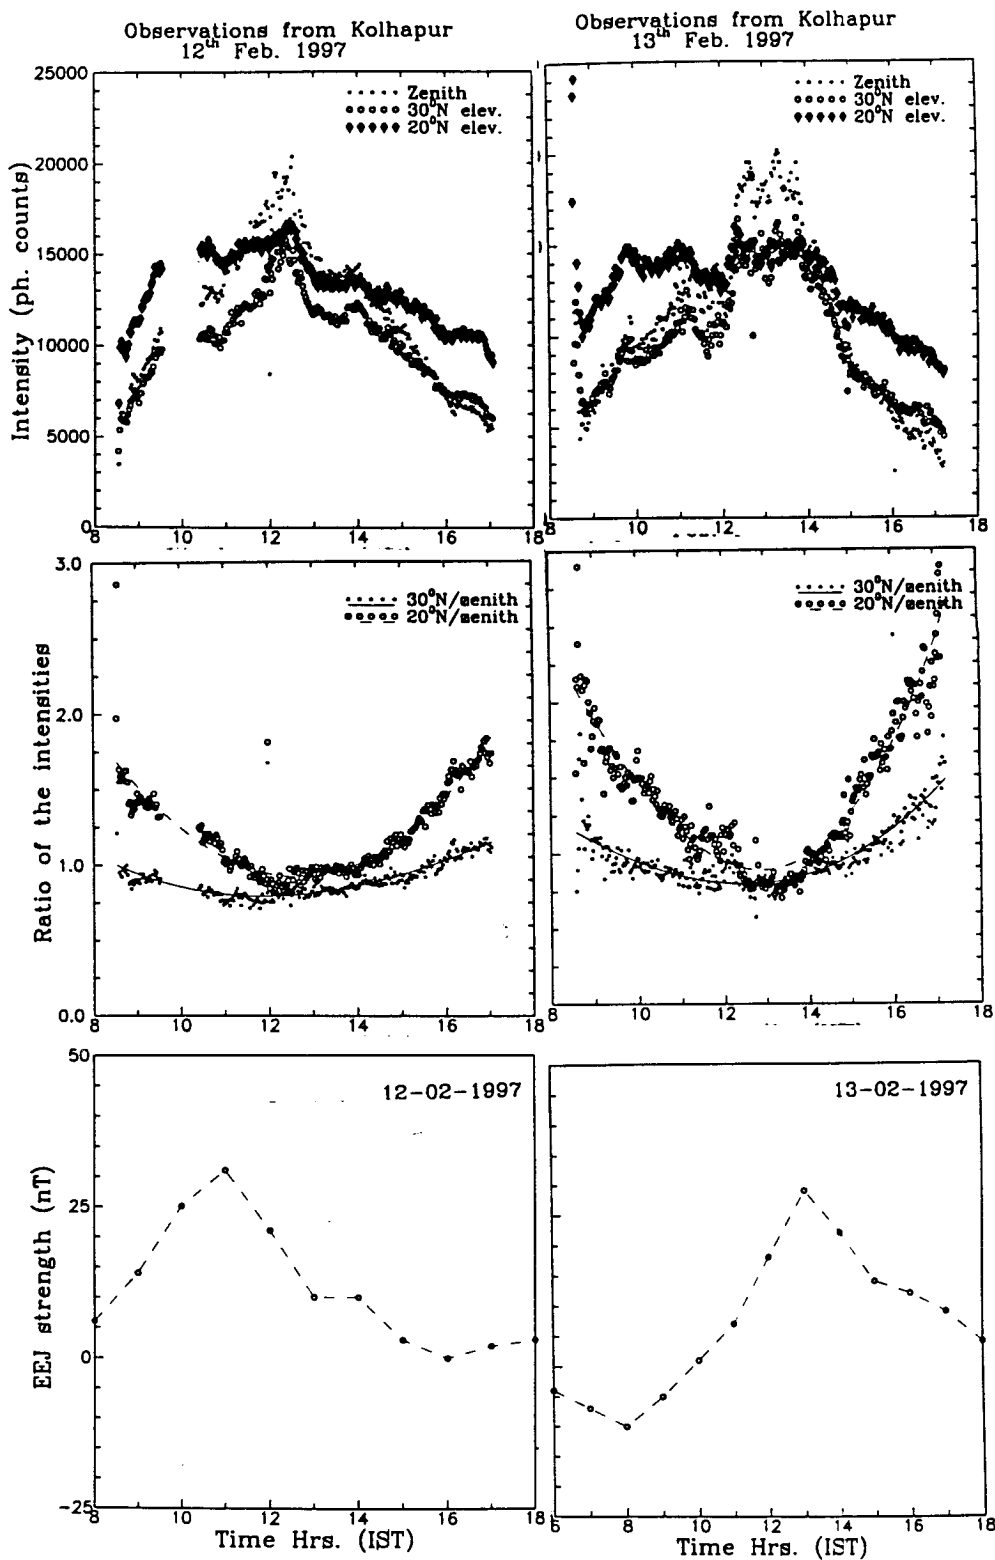 Observations from Kolhapur
12th Feb. 1997
Observations from Kolhapur
13th Feb. 1997
25000
20000
15000
10000
5000
0
Intensity (ph. counts)
Zenith
30°N elev.
20°N elev.
Zenith
30°N elev.
20°N elev.
8 10 12 14 16 18
8 10 12 14 16 18
3.0
2.0
1.0
0.0
Ratio of the intensities
30°N/zenith
20°N/zenith
30°N/zenith
20°N/zenith
8 10 12 14 16 18
8 10 12 14 16 18
50
25
0
-25
EEJ strength (nT)
12-02-1997
13-02-1997
8 10 12 14 16 18
6 8 10 12 14 16 18
Time Hrs. (IST)
Time Hrs. (IST)